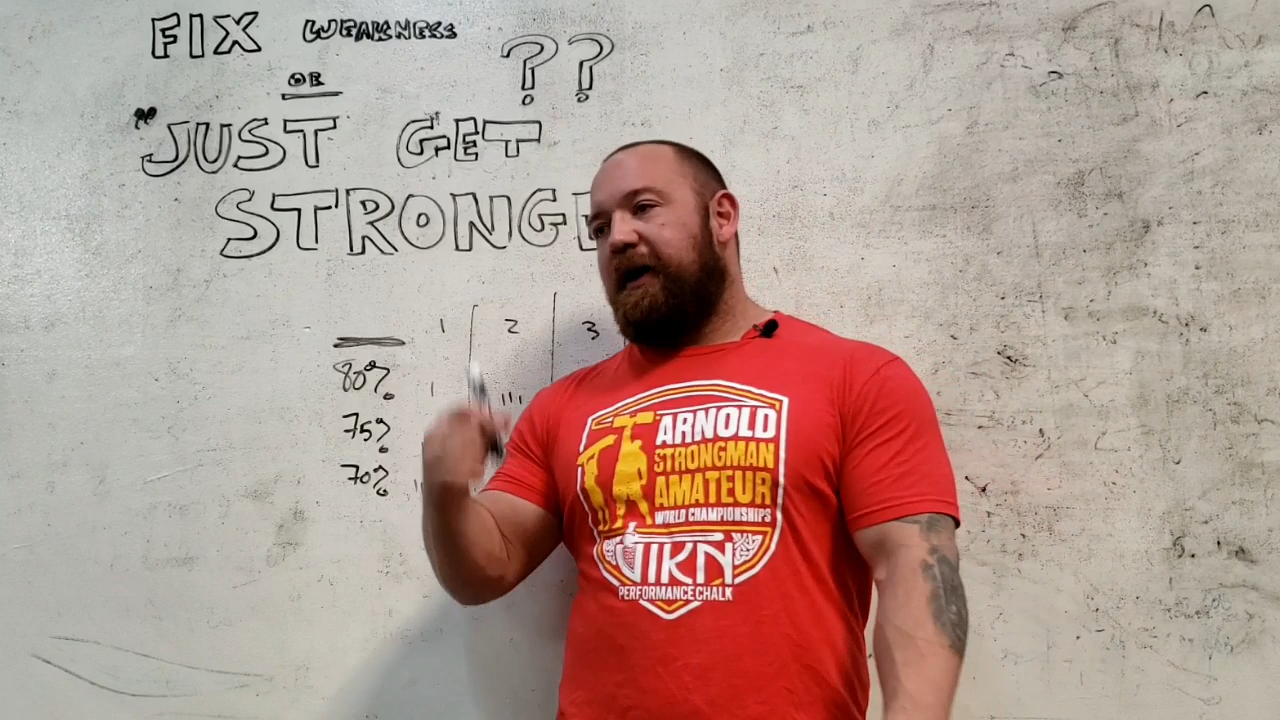 FIX WEAKNESS
OR ??
"JUST GET
STRONGE
1 2 3
80%
75%
70%
ARNOLD
STRONGMAN
AMATEUR
WORLD CHAMPIONSHIPS
VIKN
PERFORMANCE CHALK